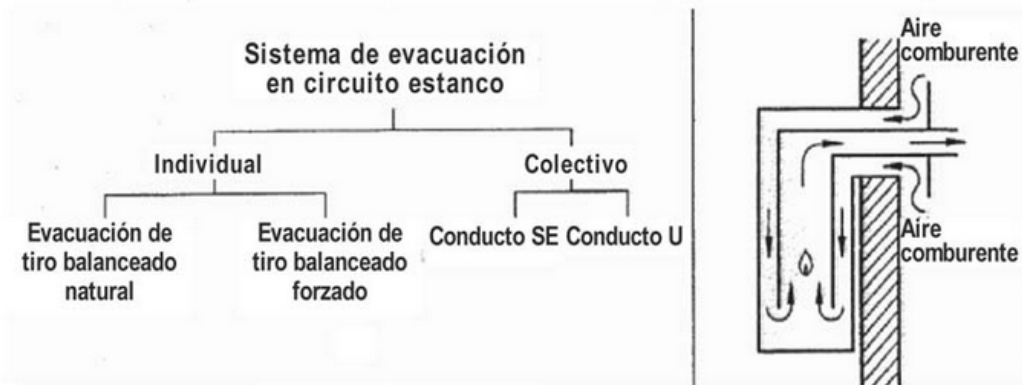 Sistema de evacuación
en circuito estanco
Individual
Colectivo
Evacuación de
tiro balanceado
natural
Evacuación de
tiro balanceado
forzado
Conducto SE
Conducto U
Aire
comburente
Aire
comburente